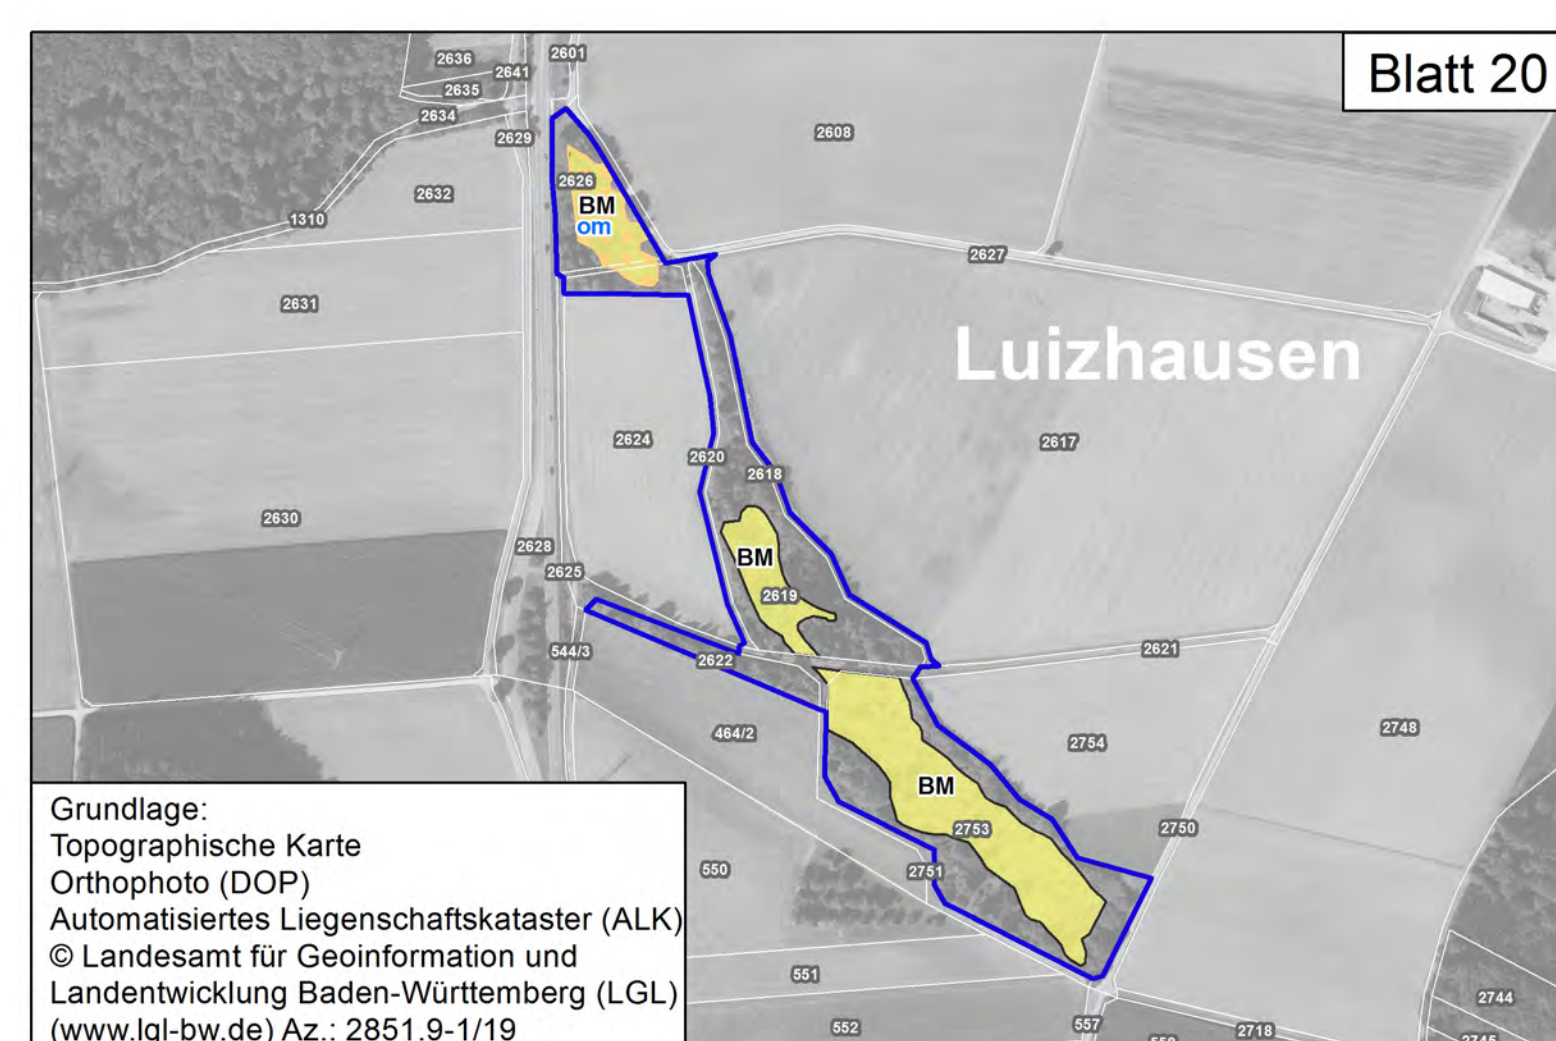 Blatt 20
2636
2601
2641
2635
2634
2629
2608
2626
2632
BM
1310
om
2627
2631
Luizhausen
2624
2617
2620
2618
2630
2628
BM
2625
2619
544/3
2622
2621
464/2
2754
2748
BM
2753
2750
550
2751
551
2744
552
557
2718
Grundlage:
Topographische Karte
Orthophoto (DOP)
Automatisiertes Liegenschaftskataster (ALK)
© Landesamt für Geoinformation und
Landentwicklung Baden-Württemberg (LGL)
(www.lgl-bw.de) Az.: 2851.9-1/19